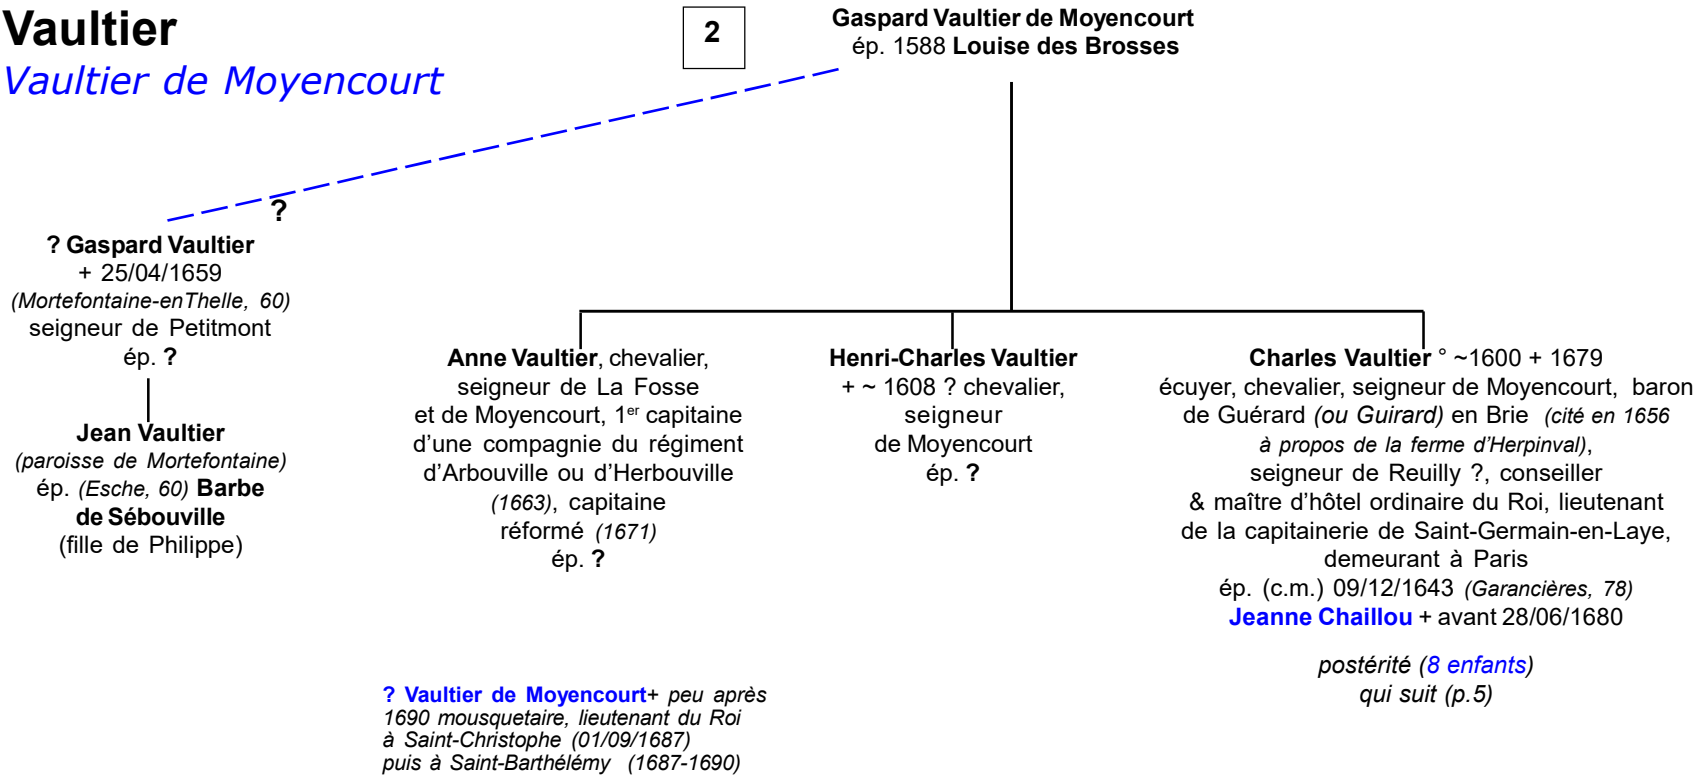 Vaultier
Vaultier de Moyencourt
2
Gaspard Vaultier de Moyencourt
ép. 1588 Louise des Brosses
?
? Gaspard Vaultier
+ 25/04/1659
(Mortefontaine-enThelle, 60)
seigneur de Petitmont
ép. ?
Jean Vaultier
(paroisse de Mortefontaine)
ép. (Esche, 60) Barbe
de Sébouville
(fille de Philippe)
Anne Vaultier, chevalier,
seigneur de La Fosse
et de Moyencourt, 1er capitaine
d’une compagnie du régiment
d’Arbouville ou d’Herbouville
(1663), capitaine
réformé (1671)
ép. ?
Henri-Charles Vaultier
+ ~ 1608 ? chevalier,
seigneur
de Moyencourt
ép. ?
Charles Vaultier ° ~1600 + 1679
écuyer, chevalier, seigneur de Moyencourt, baron
de Guérard (ou Guirard) en Brie (cité en 1656
à propos de la ferme d’Herpinval),
seigneur de Reuilly ?, conseiller
& maître d’hôtel ordinaire du Roi, lieutenant
de la capitainerie de Saint-Germain-en-Laye,
demeurant à Paris
ép. (c.m.) 09/12/1643 (Garancières, 78)
Jeanne Chaillou + avant 28/06/1680
postérité (8 enfants)
qui suit (p.5)
? Vaultier de Moyencourt+ peu après
1690 mousquetaire, lieutenant du Roi
à Saint-Christophe (01/09/1687)
puis à Saint-Barthélémy (1687-1690)